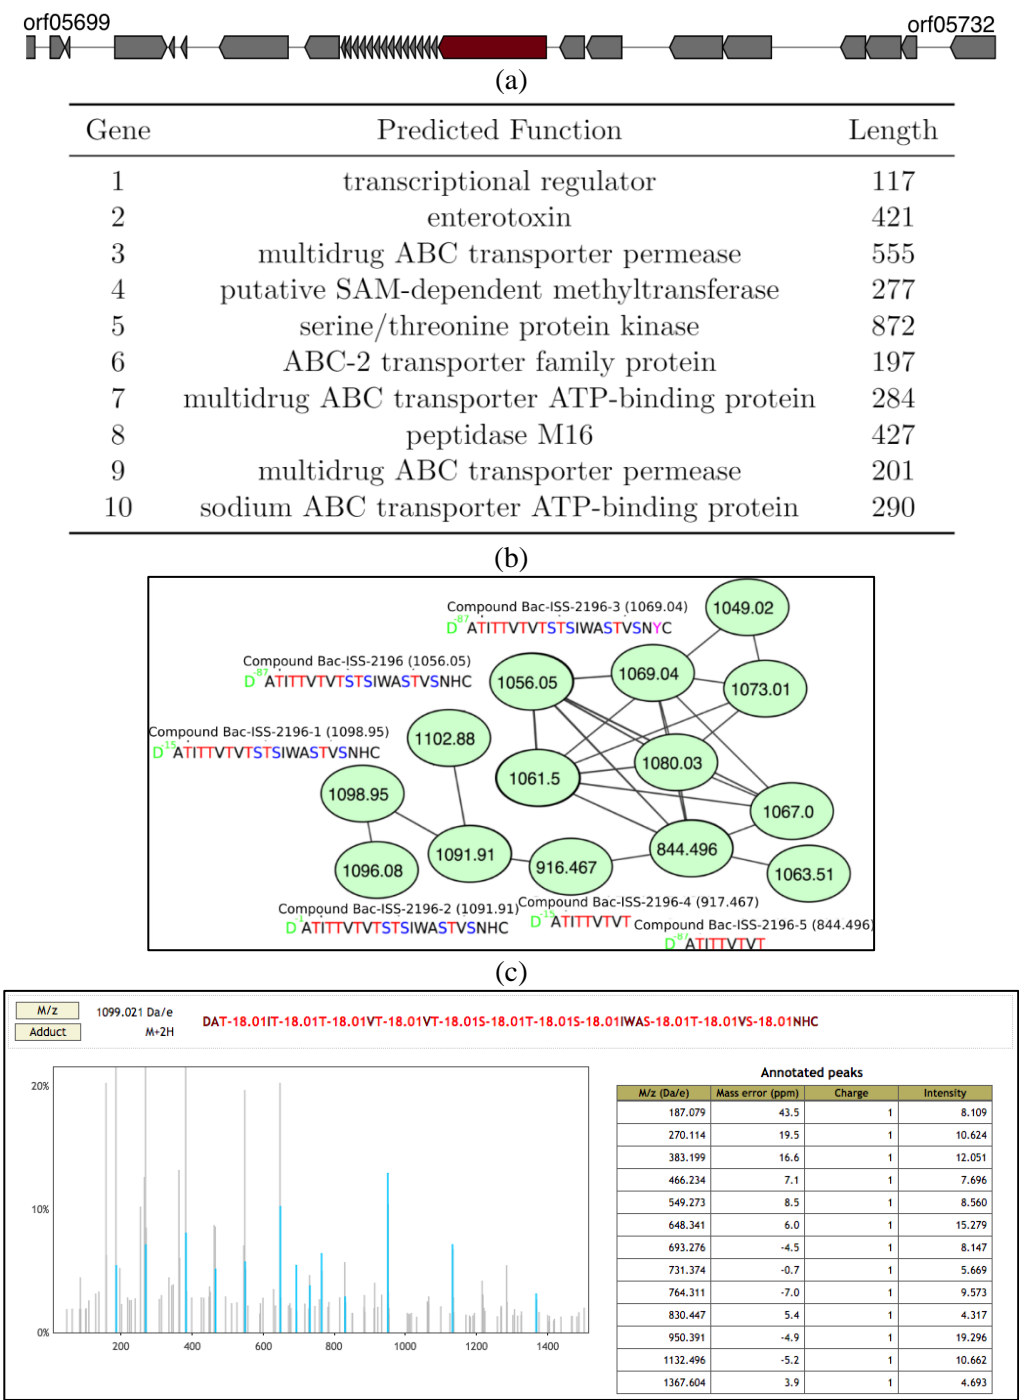 orf05699
orf05732
(a)
Gene Predicted Function Length
1 transcriptional regulator 117
2 enterotoxin 421
3 multidrug ABC transporter permease 555
4 putative SAM-dependent methyltransferase 277
5 serine/threonine protein kinase 872
6 ABC-2 transporter family protein 197
7 multidrug ABC transporter ATP-binding protein 284
8 peptidase M16 427
9 multidrug ABC transporter permease 201
10 sodium ABC transporter ATP-binding protein 290
(b)
Compound Bac-ISS-2196-3 (1069.04)
D-87ATITTVTVTSTSIWASTVSNYC
1049.02
Compound Bac-ISS-2196 (1056.05)
D-87ATITTVTVTSTSIWASTVSNHC
1056.05
1069.04
1073.01
Compound Bac-ISS-2196-1 (1098.95)
D-15ATITTVTVTSTSIWASTVSNHC
1102.88
1061.5
1080.03
1098.95
1067.0
1096.08
1091.91
916.467
844.496
1063.51
Compound Bac-ISS-2196-2 (1091.91)
D-1ATITTVTVTSTSIWASTVSNHC
Compound Bac-ISS-2196-4 (917.467)
D-15ATITTVTVT
Compound Bac-ISS-2196-5 (844.496)
D-87ATITTVTVT
(c)
M/z 1099.021 Da/e
Adduct M+2H
DAT-18.01IT-18.01T-18.01VT-18.01VT-18.01S-18.01T-18.01S-18.01IWAS-18.01T-18.01VS-18.01NHC
20%
10%
0%
200 400 600 800 1000 1200 1400
Annotated peaks
M/z (Da/e) Mass error (ppm) Charge Intensity
187.079 43.5 1 8.109
270.114 19.5 1 10.624
383.199 16.6 1 12.051
466.234 7.1 1 7.696
549.273 8.5 1 8.560
648.341 6.0 1 15.279
693.276 -4.5 1 8.147
731.374 -0.7 1 5.669
764.311 -7.0 1 9.573
830.447 5.4 1 4.317
950.391 -4.9 1 19.296
1132.496 -5.2 1 10.662
1367.604 3.9 1 4.693